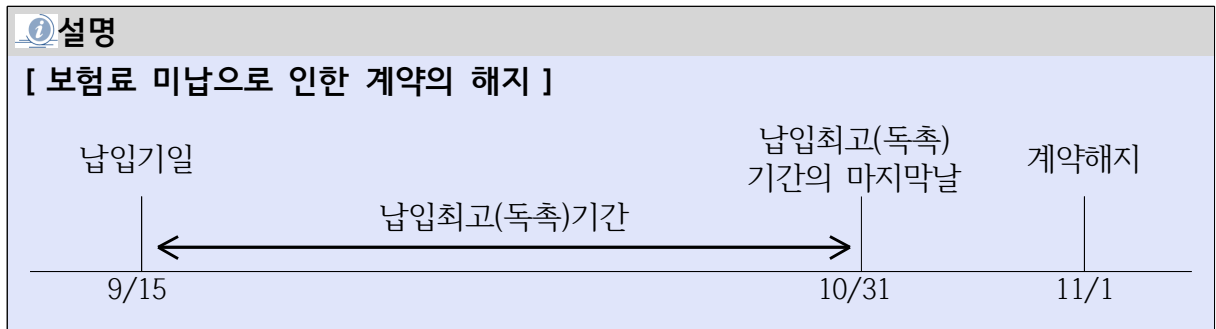 설명
[ 보험료 미납으로 인한 계약의 해지 ]
납입기일
납입최고(독촉)
기간의 마지막날
계약해지
납입최고(독촉)기간
9/15
10/31
11/1